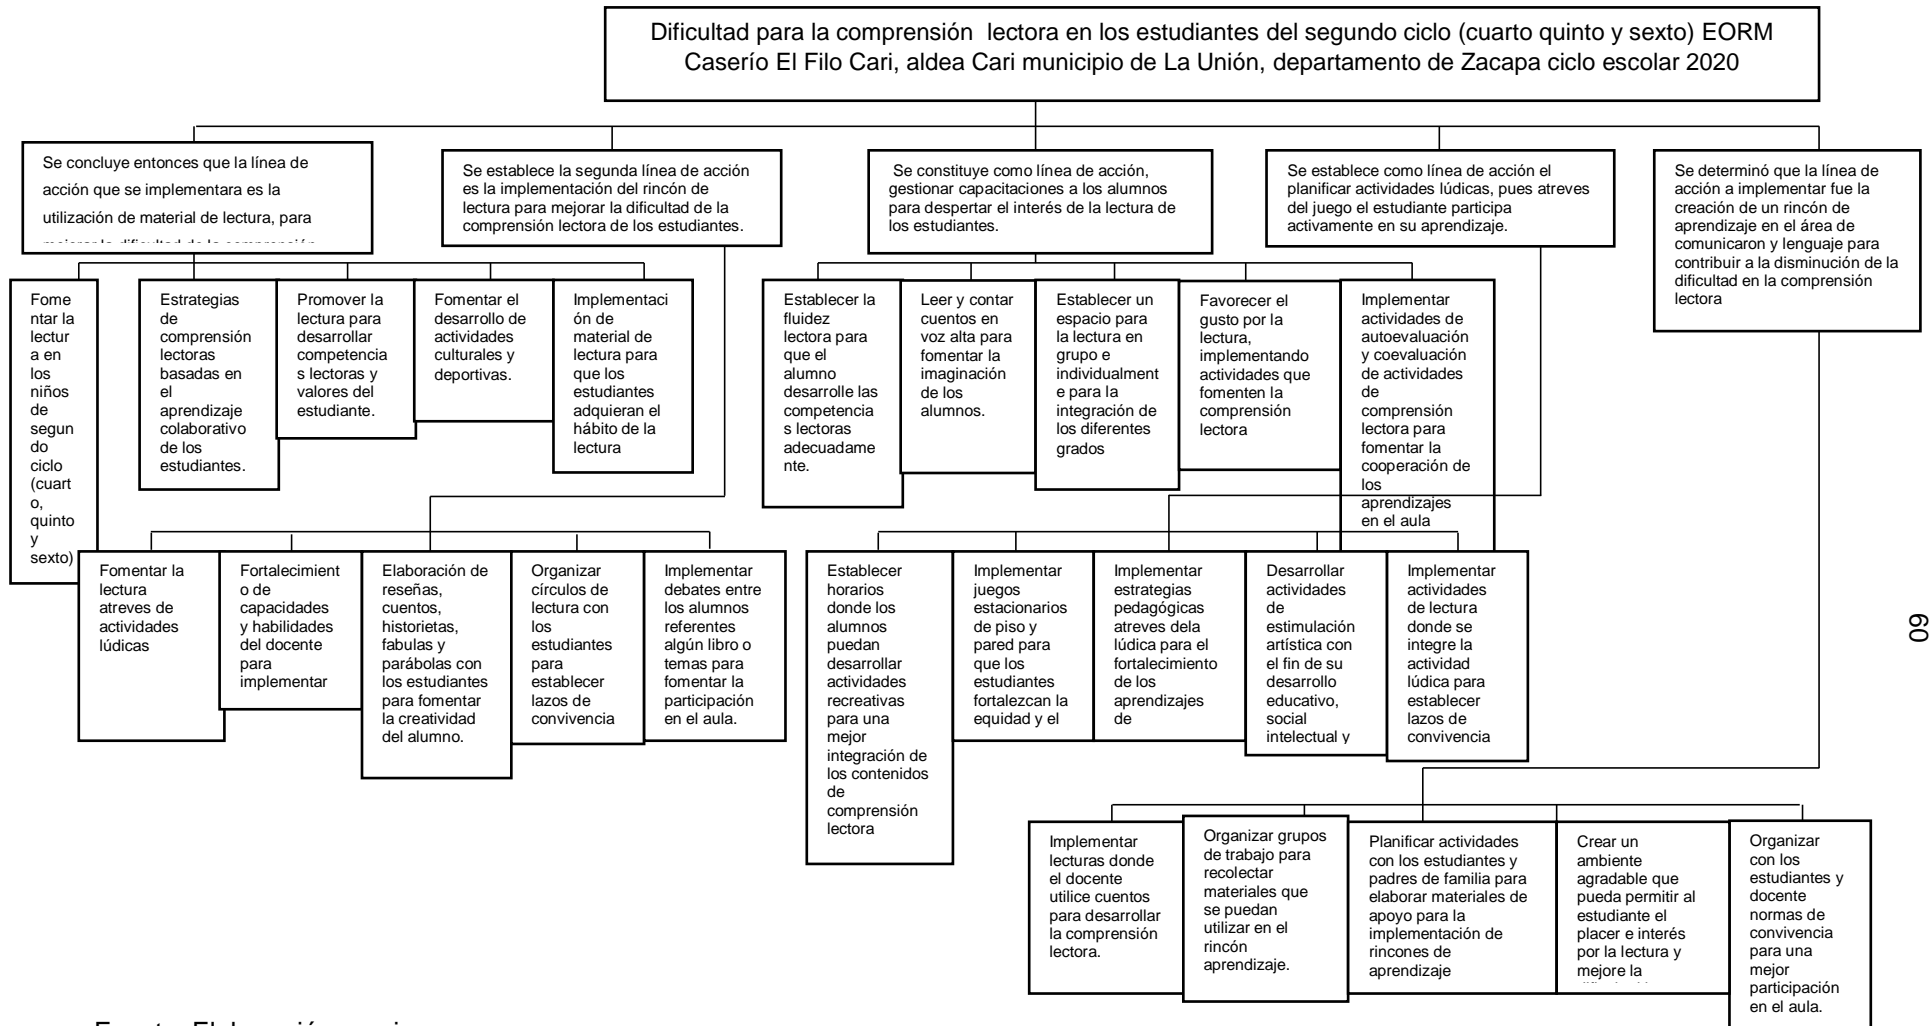 Dificultad para la comprensión lectora en los estudiantes del segundo ciclo (cuarto quinto y sexto) EORM
Caserío El Filo Cari, aldea Cari municipio de La Unión, departamento de Zacapa ciclo escolar 2020
Se concluye entonces que la línea de
acción que se implementara es la
utilización de material de lectura, para
mejorar la dificultad de la comprensión
Se establece la segunda línea de acción
es la implementación del rincón de
lectura para mejorar la dificultad de la
comprensión lectora de los estudiantes.
Se constituye como línea de acción,
gestionar capacitaciones a los alumnos
para despertar el interés de la lectura de
los estudiantes.
Se establece como línea de acción el
planificar actividades lúdicas, pues atreves
del juego el estudiante participa
activamente en su aprendizaje.
Se determinó que la línea de
acción a implementar fue la
creación de un rincón de
aprendizaje en el área de
comunicaron y lenguaje para
contribuir a la disminución de la
dificultad en la comprensión
lectora
Fome
ntar la
lectur
a en
los
niños
de
segun
do
ciclo
(cuart
o,
quinto
y
sexto)
Estrategias
de
comprensión
lectoras
basadas en
el
aprendizaje
colaborativo
de los
estudiantes.
Promover la
lectura para
desarrollar
competencia
s lectoras y
valores del
estudiante.
Fomentar el
desarrollo de
actividades
culturales y
deportivas.
Implementaci
ón de
material de
lectura para
que los
estudiantes
adquieran el
hábito de la
lectura
Establecer la
fluidez
lectora para
que el
alumno
desarrolle las
competencia
s lectoras
adecuadame
nte.
Leer y contar
cuentos en
voz alta para
fomentar la
imaginación
de los
alumnos.
Establecer un
espacio para
la lectura en
grupo e
individualment
e para la
integración de
los diferentes
grados
Favorecer el
gusto por la
lectura,
implementando
actividades que
fomenten la
comprensión
lectora
Implementar
actividades de
autoevaluación
y coevaluación
de actividades
de
comprensión
lectora para
fomentar la
cooperación de
los
aprendizajes
en el aula
Fomentar la
lectura
atreves de
actividades
lúdicas
Fortalecimient
o de
capacidades
y habilidades
del docente
para
implementar
Elaboración de
reseñas,
cuentos,
historietas,
fabulas y
parábolas con
los estudiantes
para fomentar
la creatividad
del alumno.
Organizar
círculos de
lectura con
los
estudiantes
para
establecer
lazos de
convivencia
Implementar
debates entre
los alumnos
referentes
algún libro o
temas para
fomentar la
participación
en el aula.
Establecer
horarios
donde los
alumnos
puedan
desarrollar
actividades
recreativas
para una
mejor
integración de
los contenidos
de
comprensión
lectora
Implementar
juegos
estacionarios
de piso y
pared para
que los
estudiantes
fortalezcan la
equidad y el
Implementar
estrategias
pedagógicas
atreves dela
lúdica para el
fortalecimiento
de los
aprendizajes
de
Desarrollar
actividades
de
estimulación
artística con
el fin de su
desarrollo
educativo,
social
intelectual y
Implementar
actividades
de lectura
donde se
integre la
actividad
lúdica para
establecer
lazos de
convivencia
Implementar
lecturas donde
el docente
utilice cuentos
para desarrollar
la comprensión
lectora.
Organizar grupos
de trabajo para
recolectar
materiales que
se puedan
utilizar en el
rincón
aprendizaje.
Planificar actividades
con los estudiantes y
padres de familia para
elaborar materiales de
apoyo para la
implementación de
rincones de
aprendizaje
Crear un
ambiente
agradable que
pueda permitir al
estudiante el
placer e interés
por la lectura y
mejore la
Organizar
con los
estudiantes y
docente
normas de
convivencia
para una
mejor
participación
en el aula.
60